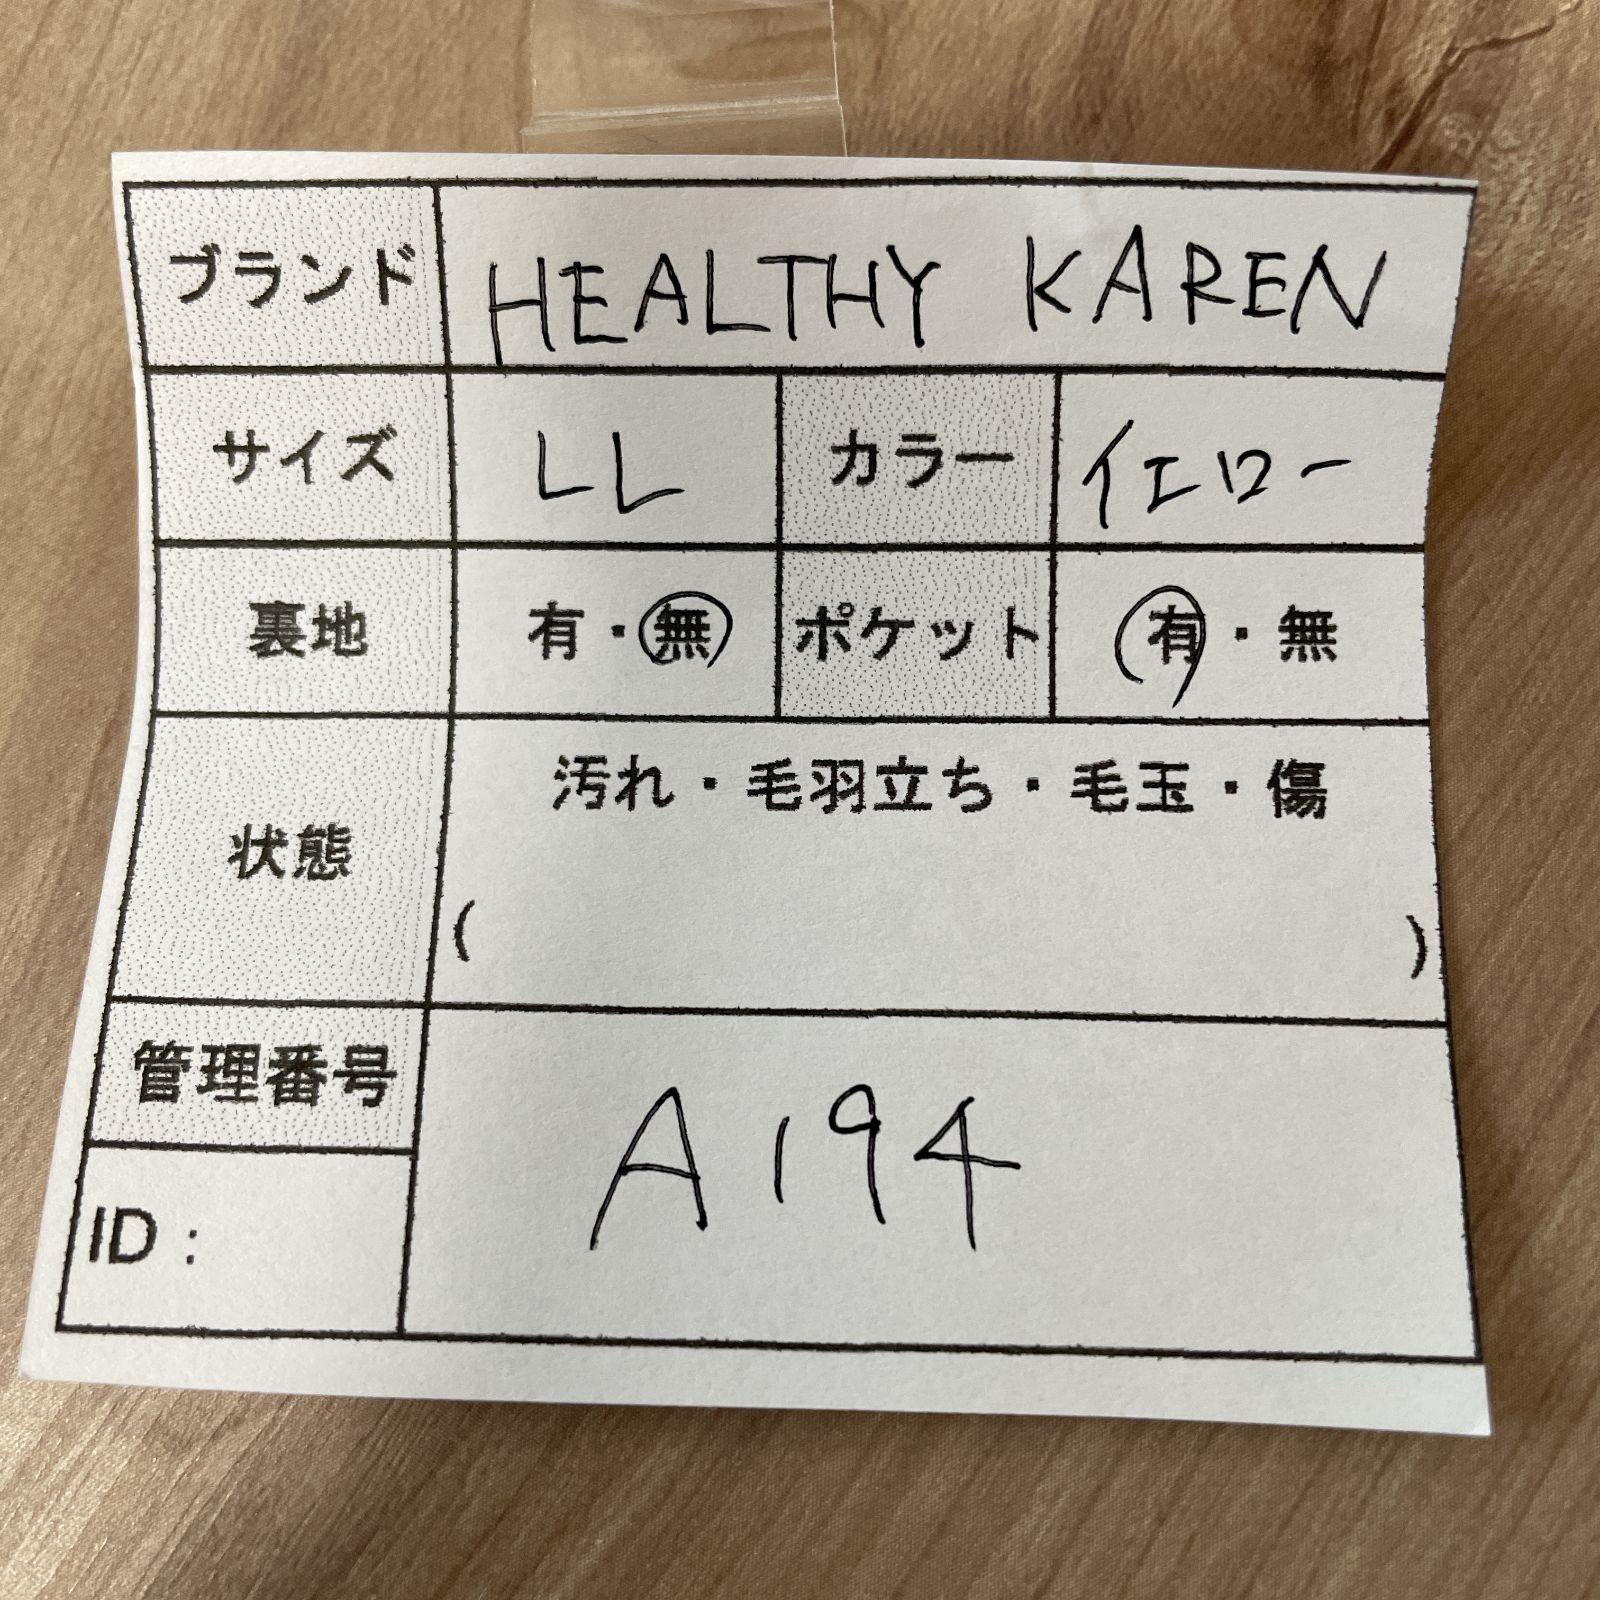 ブランド HEALTHY KAREN
サイズ LL カラー イエロー
裏地 有・無 ポケット 有・無
状態 汚れ・毛羽立ち・毛玉・傷
( )
管理番号 A194
ID: